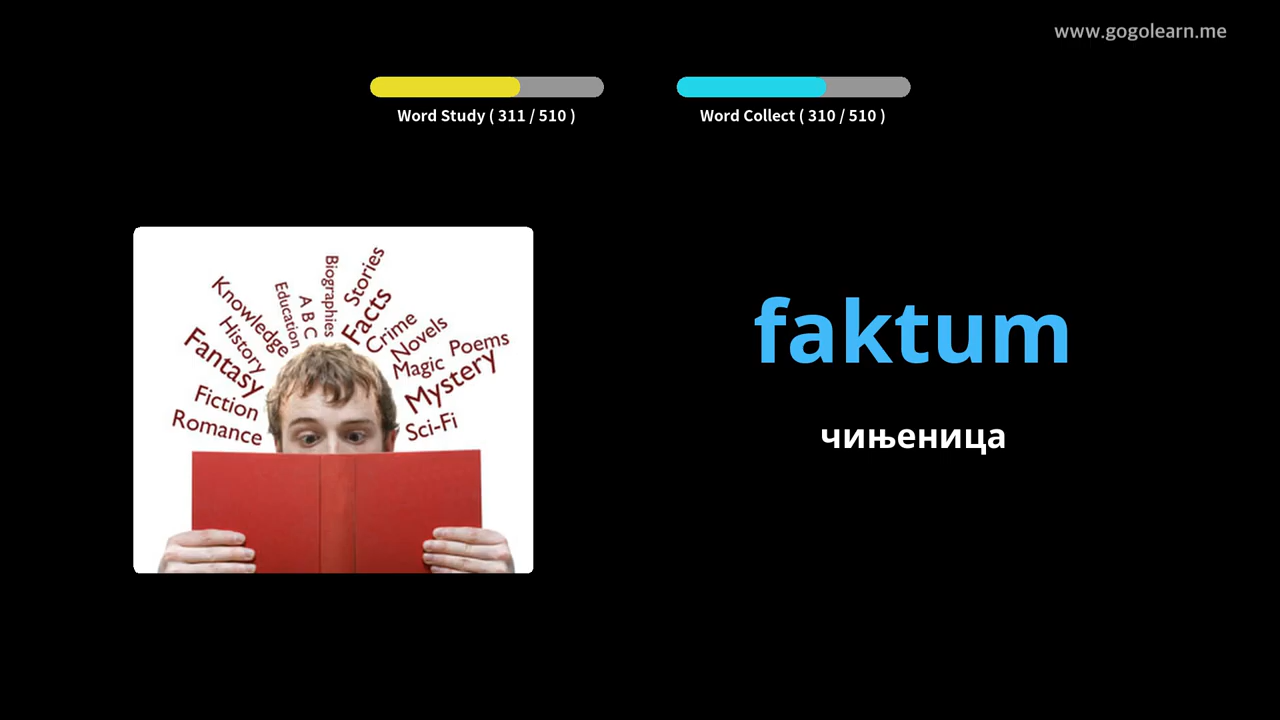 www.gogolearn.me
Word Study ( 311 / 510 )
Word Collect ( 310 / 510 )
Romance
Fiction
Fantasy
History
Knowledge
Education
A B C
Biographies
Stories
Facts
Crime
Novels
Magic
Poems
Mystery
Sci-Fi
faktum
чињеница